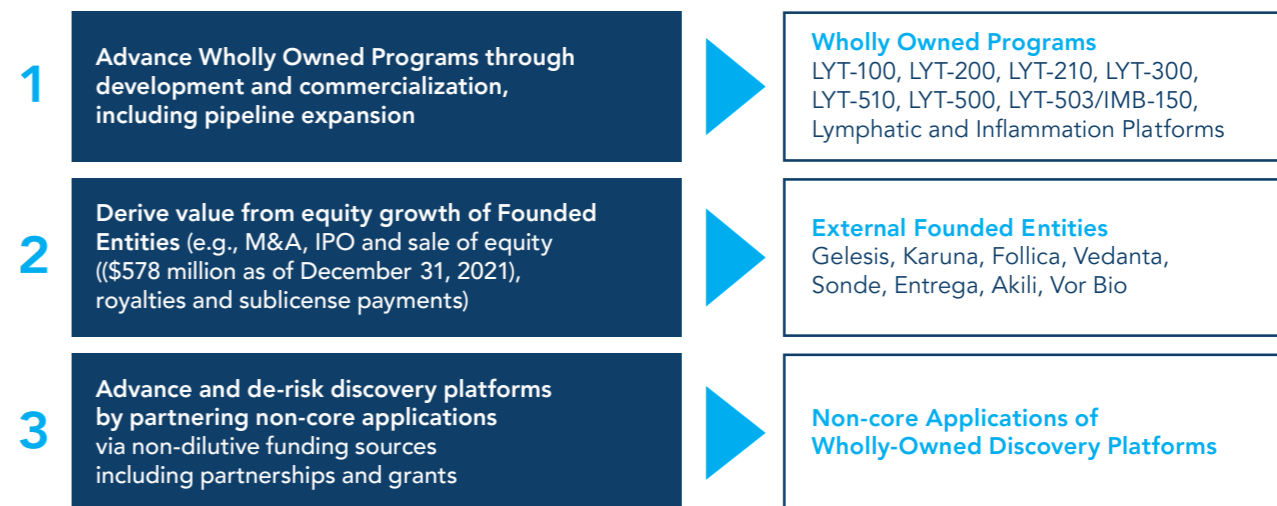 1
Advance Wholly Owned Programs through
development and commercialization,
including pipeline expansion
Wholly Owned Programs
LYT-100, LYT-200, LYT-210, LYT-300,
LYT-510, LYT-500, LYT-503/IMB-150,
Lymphatic and Inflammation Platforms
2
Derive value from equity growth of Founded
Entities (e.g., M&A, IPO and sale of equity
(($578 million as of December 31, 2021),
royalties and sublicense payments)
External Founded Entities
Gelesis, Karuna, Follica, Vedanta,
Sonde, Entrega, Akili, Vor Bio
3
Advance and de-risk discovery platforms
by partnering non-core applications
via non-dilutive funding sources
including partnerships and grants
Non-core Applications of
Wholly-Owned Discovery Platforms